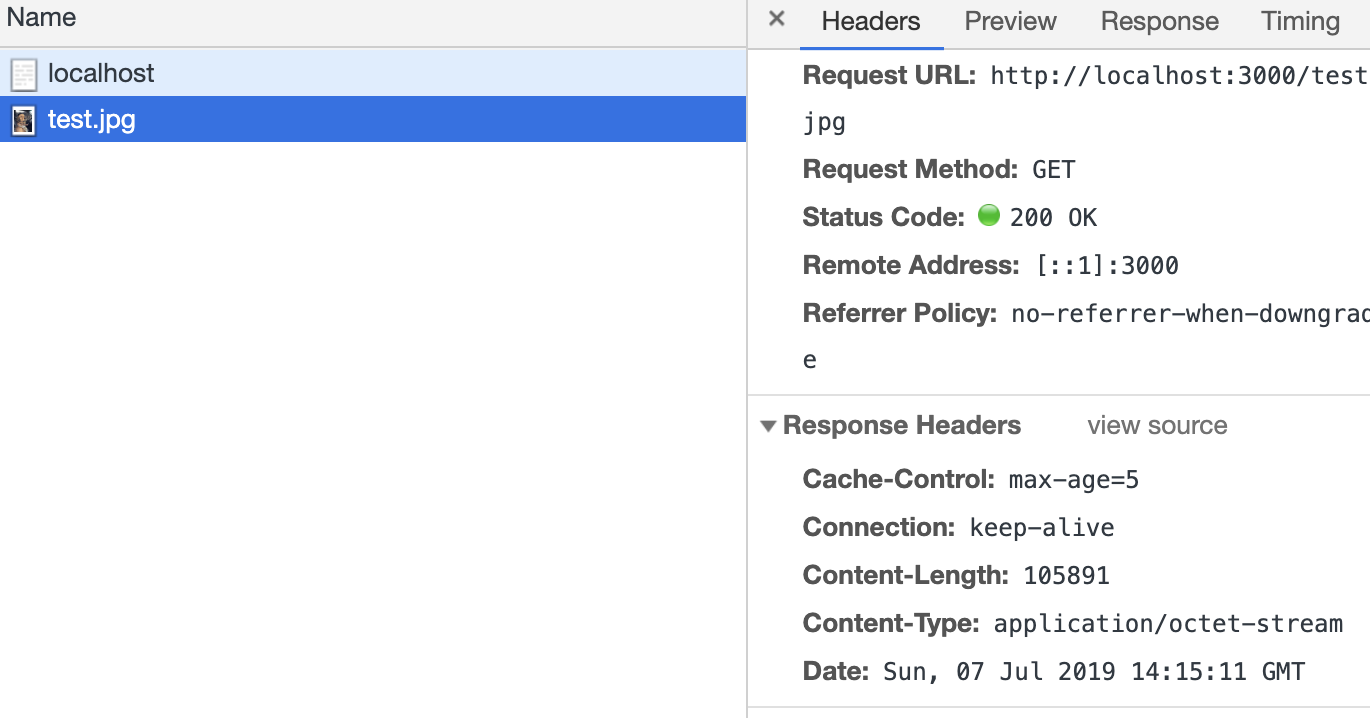 Name
localhost
test.jpg
× Headers Preview Response Timing
Request URL: http://localhost:3000/test
jpg
Request Method: GET
Status Code: 200 OK
Remote Address: [::1]:3000
Referrer Policy: no-referrer-when-downgrad
e
Response Headers view source
Cache-Control: max-age=5
Connection: keep-alive
Content-Length: 105891
Content-Type: application/octet-stream
Date: Sun, 07 Jul 2019 14:15:11 GMT